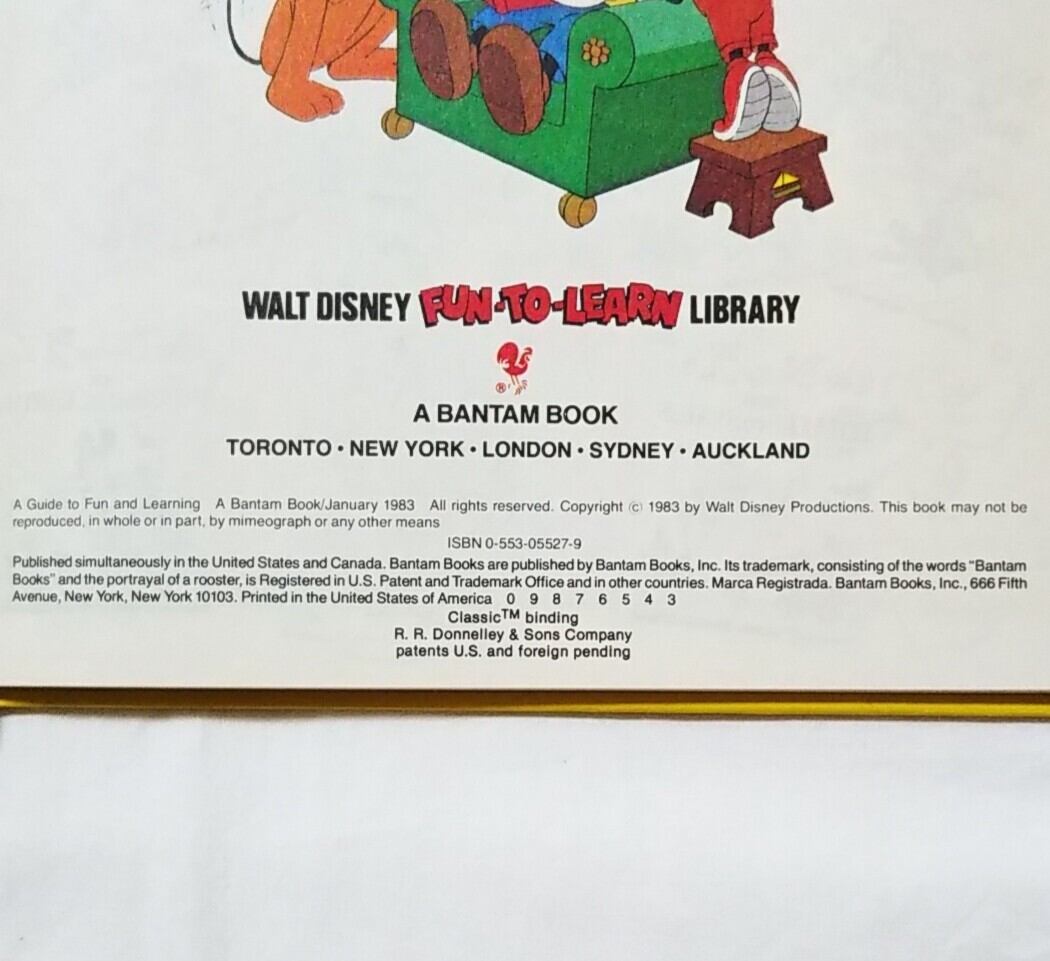 WALT DISNEY FUN-TO-LEARN LIBRARY
®
A BANTAM BOOK
TORONTO • NEW YORK • LONDON • SYDNEY • AUCKLAND
A Guide to Fun and Learning A Bantam Book/January 1983 All rights reserved. Copyright © 1983 by Walt Disney Productions. This book may not be
reproduced, in whole or in part, by mimeograph or any other means
ISBN 0-553-05527-9
Published simultaneously in the United States and Canada. Bantam Books are published by Bantam Books, Inc. Its trademark, consisting of the words “Bantam
Books” and the portrayal of a rooster, is Registered in U.S. Patent and Trademark Office and in other countries. Marca Registrada. Bantam Books, Inc., 666 Fifth
Avenue, New York, New York 10103. Printed in the United States of America 0 9 8 7 6 5 4 3
Classic™ binding
R. R. Donnelley & Sons Company
patents U.S. and foreign pending